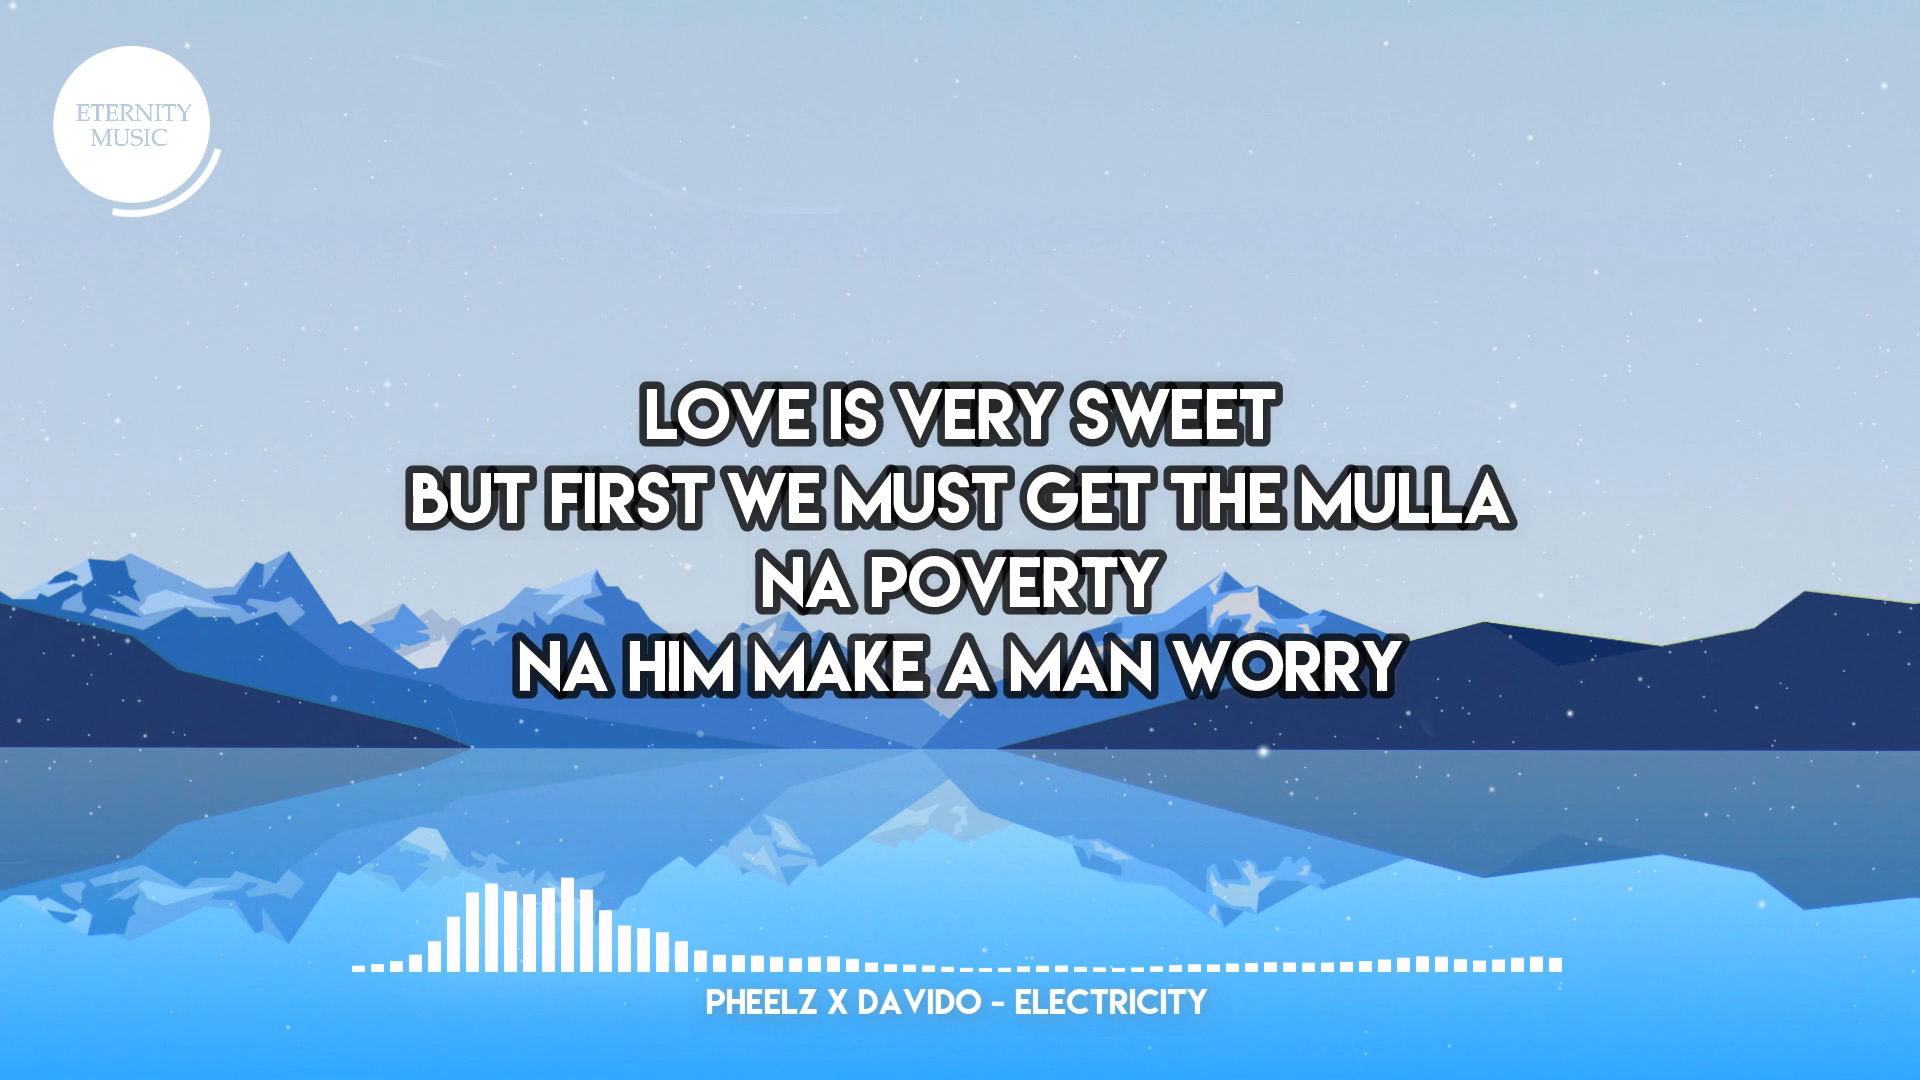 ETERNITY
MUSIC
LOVE IS VERY SWEET
BUT FIRST WE MUST GET THE MULLA
NA POVERTY
NA HIM MAKE A MAN WORRY
PHEELZ X DAVIDO - ELECTRICITY